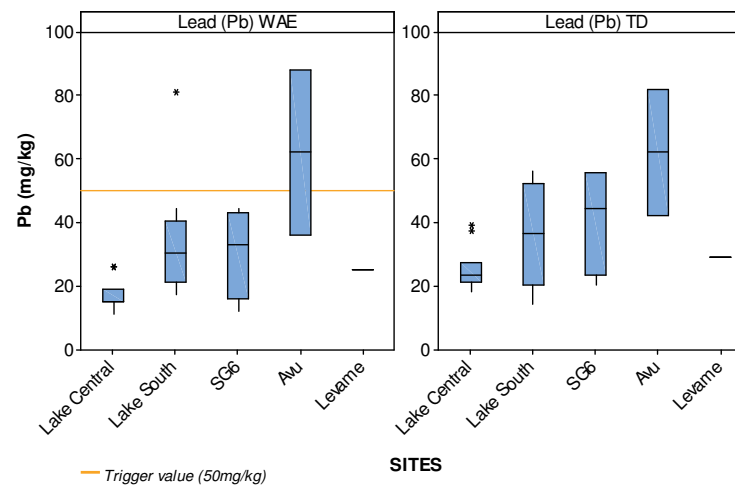 Lead (Pb) WAE
Lead (Pb) TD
Pb (mg/kg)
100
80
60
40
20
0
100
80
60
40
20
0
Lake Central
Lake South
SG6
Avu
Levame
Lake Central
Lake South
SG6
Avu
Levame
SITES
Trigger value (50mg/kg)